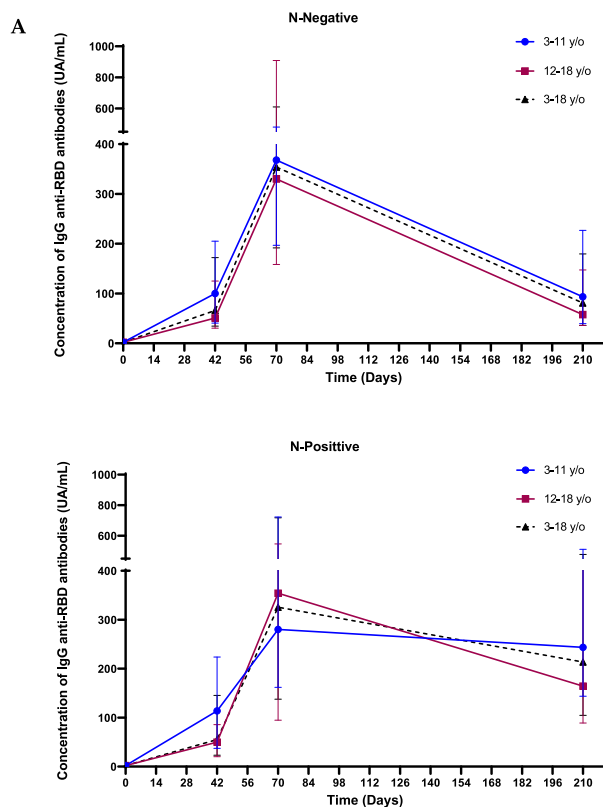 A
N-Negative
Concentration of IgG anti-RBD antibodies (UA/mL)
1000
800
600
400
300
200
100
0
3-11 y/o
12-18 y/o
3-18 y/o
0 14 28 42 56 70 84 98 112 126 140 154 168 182 196 210
Time (Days)
N-Posittive
Concentration of IgG anti-RBD antibodies (UA/mL)
1000
800
600
400
300
200
100
0
3-11 y/o
12-18 y/o
3-18 y/o
0 14 28 42 56 70 84 98 112 126 140 154 168 182 196 210
Time (Days)